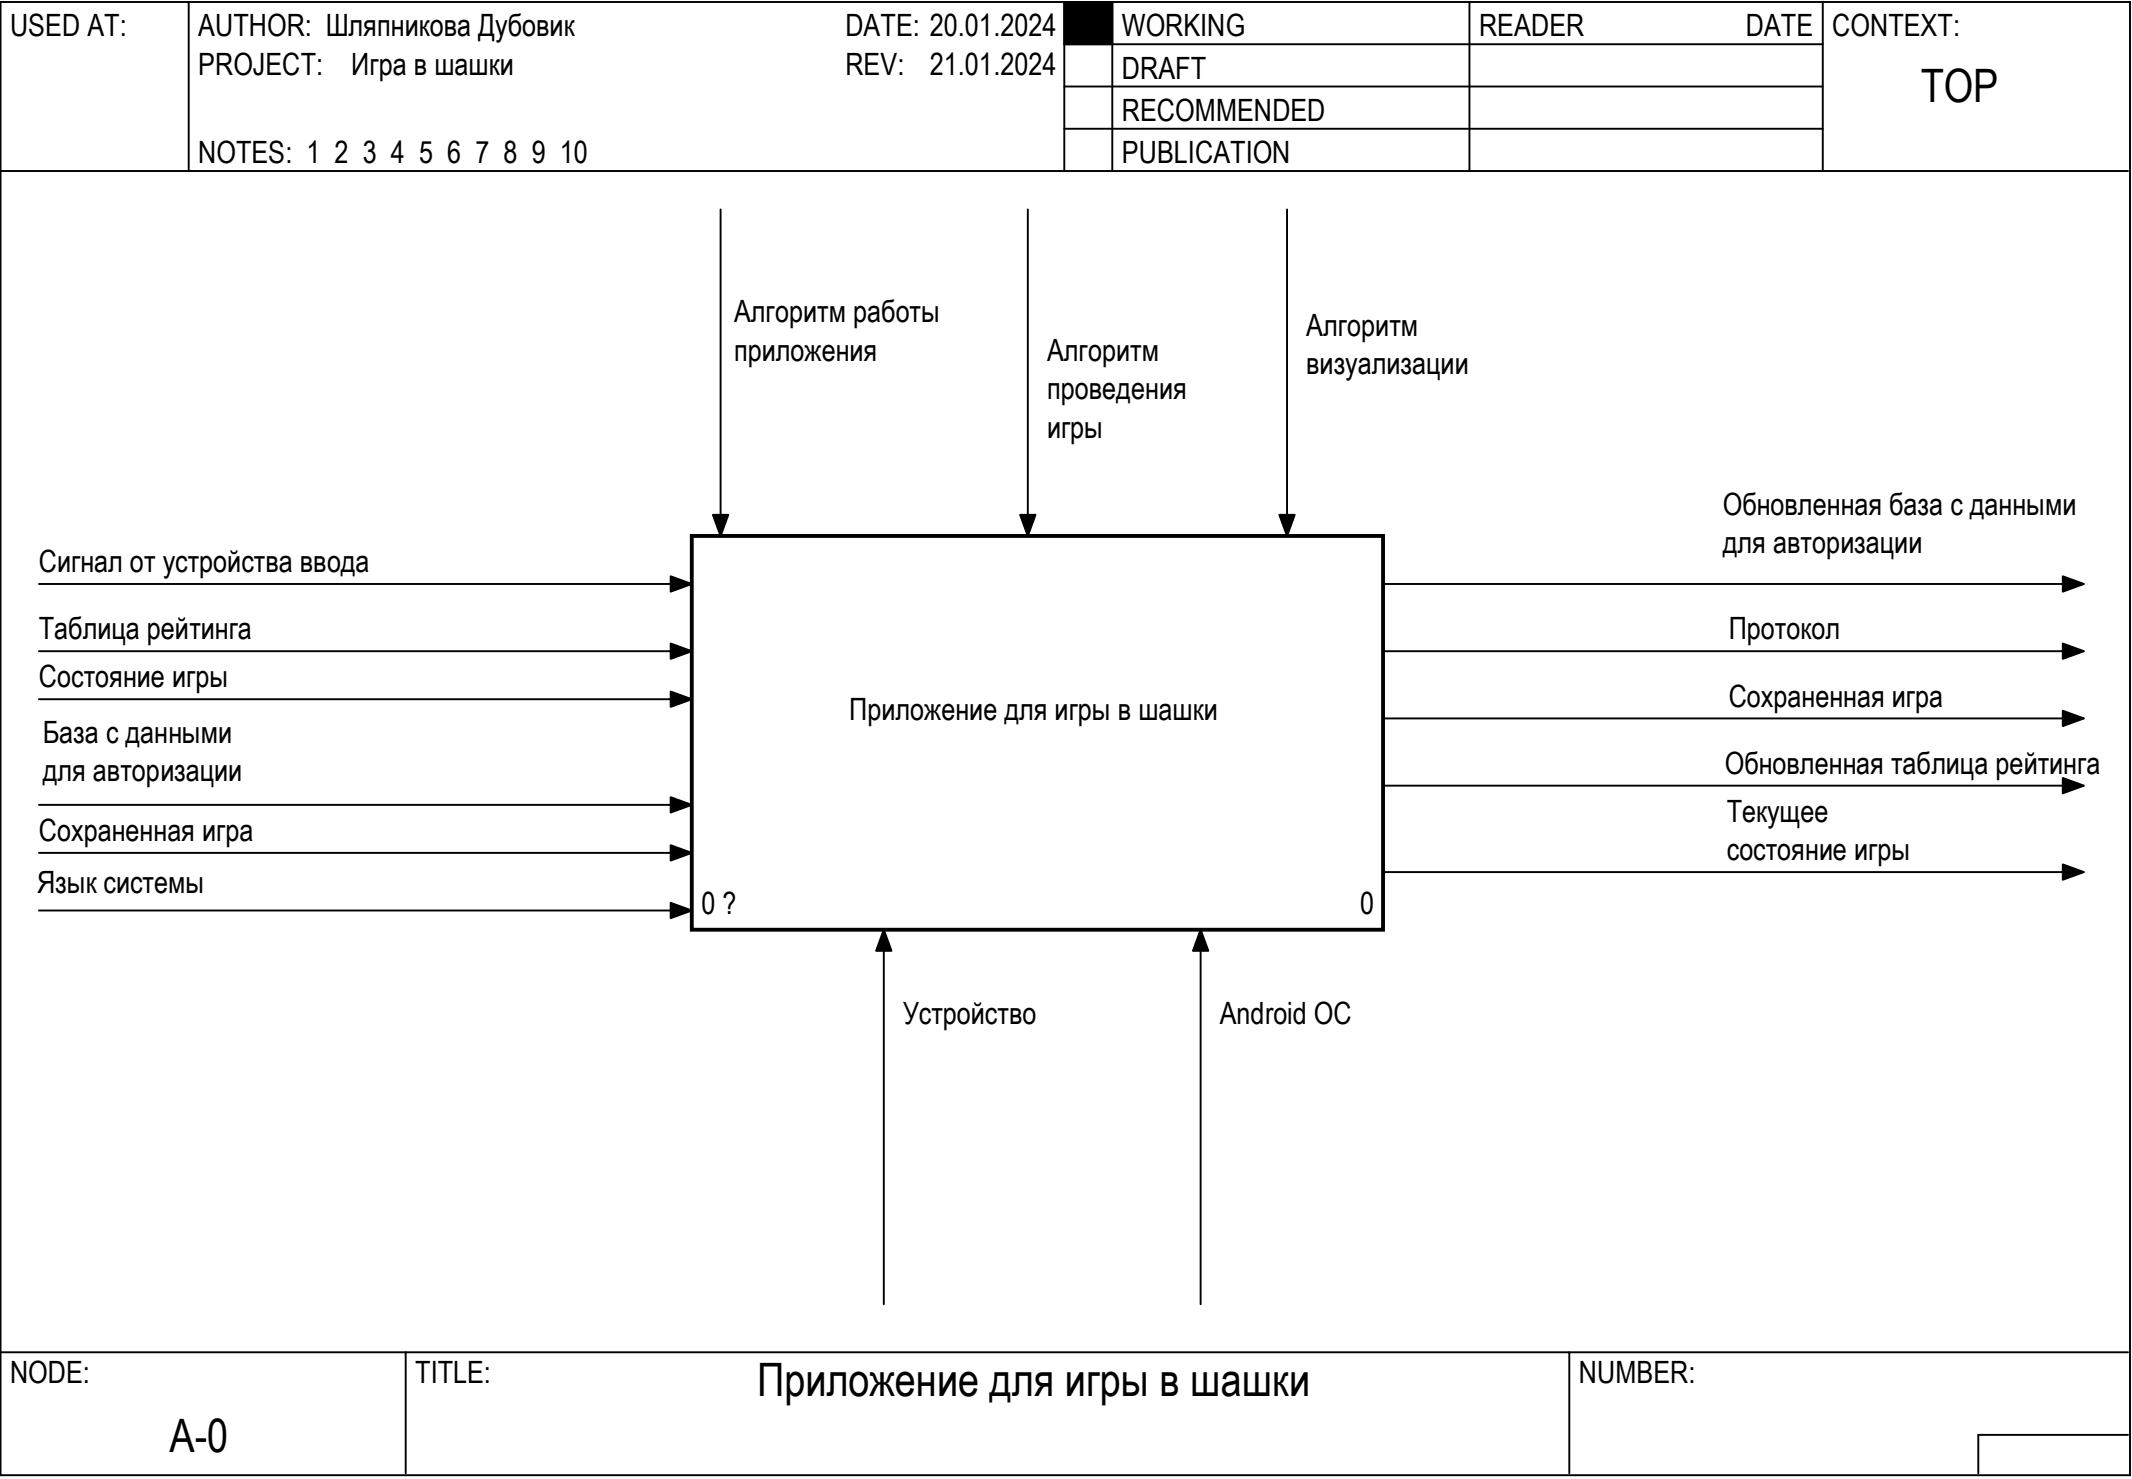 USED AT:
AUTHOR: Шляпникова Дубовик
DATE: 20.01.2024
PROJECT: Игра в шашки
REV: 21.01.2024
NOTES: 1 2 3 4 5 6 7 8 9 10
WORKING
DRAFT
RECOMMENDED
PUBLICATION
READER
DATE
CONTEXT:
TOP
Алгоритм работы
приложения
Алгоритм
проведения
игры
Алгоритм
визуализации
Сигнал от устройства ввода
Таблица рейтинга
Состояние игры
База с данными
для авторизации
Сохраненная игра
Язык системы
Приложение для игры в шашки
0 ?
0
Обновленная база с данными
для авторизации
Протокол
Сохраненная игра
Обновленная таблица рейтинга
Текущее
состояние игры
Устройство
Android ОС
NODE:
A-0
TITLE:
Приложение для игры в шашки
NUMBER: